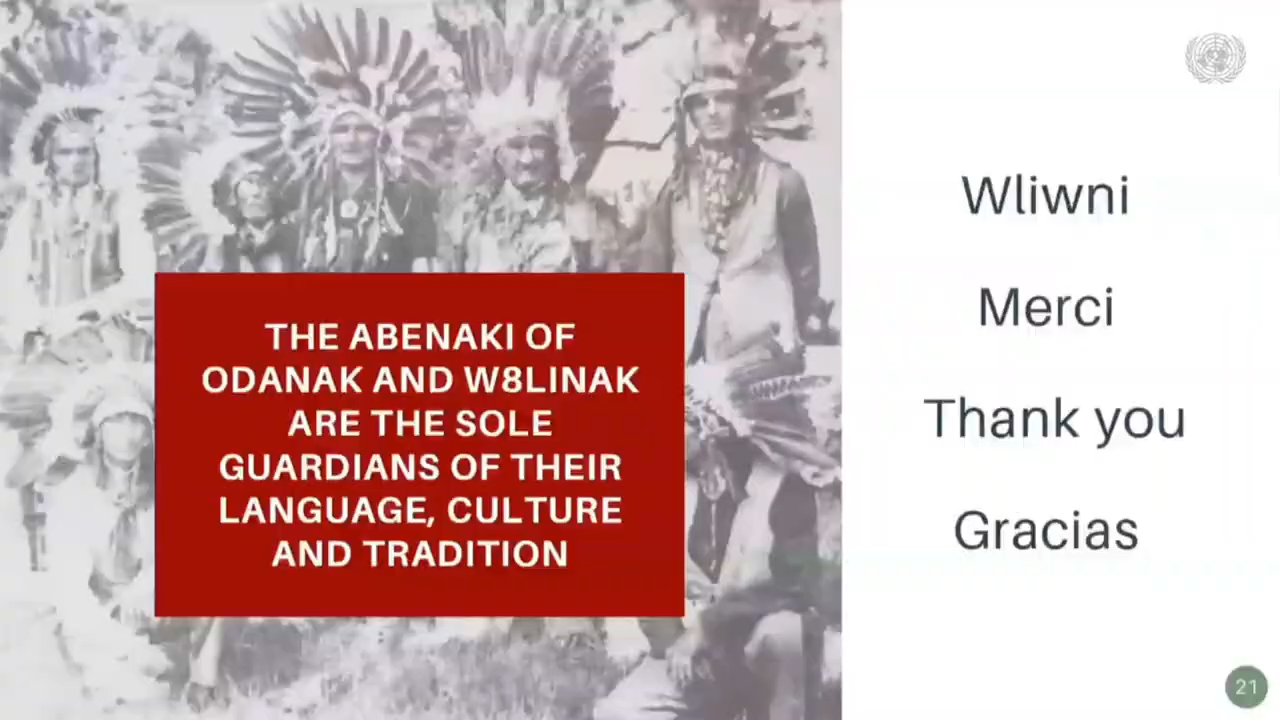 THE ABENAKI OF
ODANAK AND W8LINAK
ARE THE SOLE
GUARDIANS OF THEIR
LANGUAGE, CULTURE
AND TRADITION
Wliwni
Merci
Thank you
Gracias
21